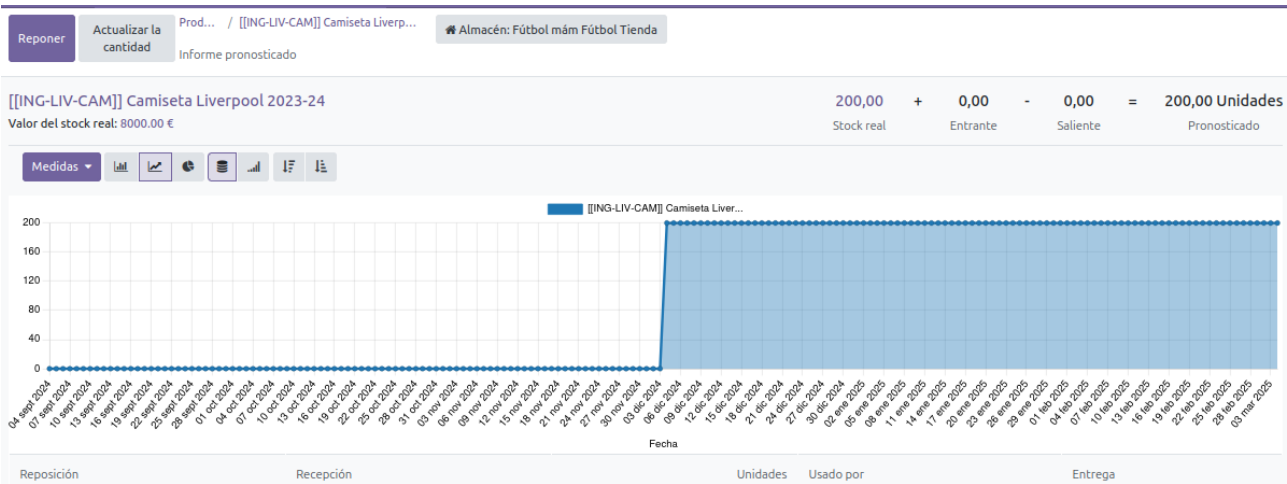 Reponer
Actualizar la cantidad
Prod... / [[ING-LIV-CAM]] Camiseta Liverp...
Informe pronosticado
Almacén: Fútbol mám Fútbol Tienda
[[ING-LIV-CAM]] Camiseta Liverpool 2023-24
Valor del stock real: 8000.00 €
200,00 + 0,00 - 0,00 = 200,00 Unidades
Stock real Entrante Saliente Pronosticado
Medidas
[[ING-LIV-CAM]] Camiseta Liver...
200
160
120
80
40
0
04 sept 2024
07 sept 2024
10 sept 2024
13 sept 2024
16 sept 2024
19 sept 2024
22 sept 2024
25 sept 2024
28 sept 2024
01 oct 2024
04 oct 2024
07 oct 2024
10 oct 2024
13 oct 2024
16 oct 2024
19 oct 2024
22 oct 2024
25 oct 2024
28 oct 2024
31 oct 2024
03 nov 2024
06 nov 2024
09 nov 2024
12 nov 2024
15 nov 2024
18 nov 2024
21 nov 2024
24 nov 2024
27 nov 2024
30 nov 2024
03 dic 2024
06 dic 2024
09 dic 2024
12 dic 2024
15 dic 2024
18 dic 2024
21 dic 2024
24 dic 2024
27 dic 2024
30 dic 2024
02 ene 2025
05 ene 2025
08 ene 2025
11 ene 2025
14 ene 2025
17 ene 2025
20 ene 2025
23 ene 2025
26 ene 2025
29 ene 2025
01 feb 2025
04 feb 2025
07 feb 2025
10 feb 2025
13 feb 2025
16 feb 2025
19 feb 2025
22 feb 2025
25 feb 2025
28 feb 2025
03 mar 2025
Fecha
Reposición Recepción Unidades Usado por Entrega